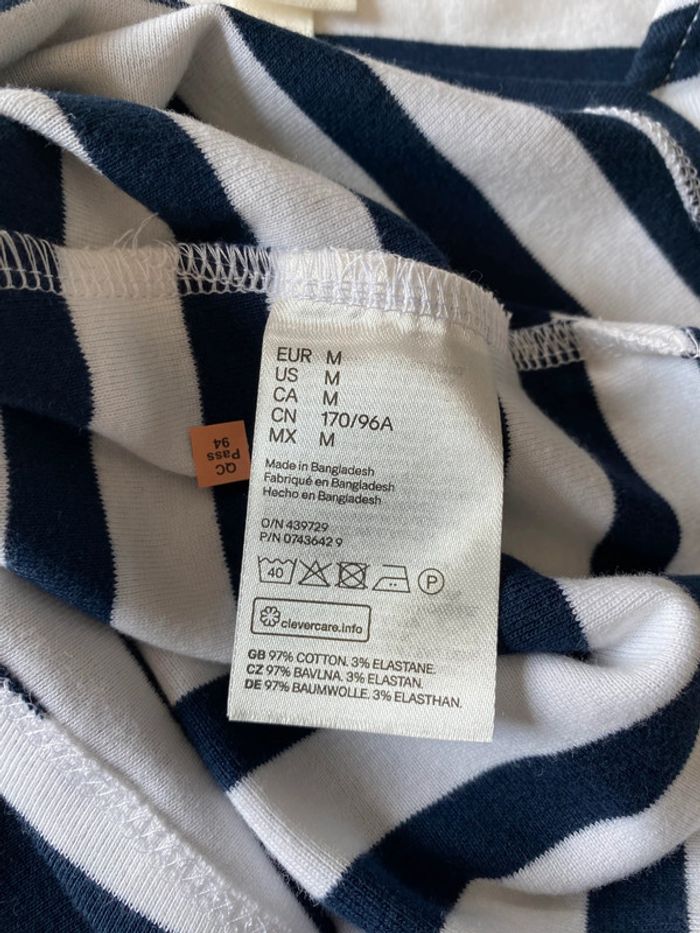 EUR M
US M
CA M
CN 170/96A
MX M
Made in Bangladesh
Fabriqué en Bangladesh
Hecho en Bangladesh
O/N 439729
P/N 0743642 9
40
P
clevercare.info
GB 97% COTTON. 3% ELASTANE.
CZ 97% BAVLNA. 3% ELASTAN.
DE 97% BAUMWOLLE. 3% ELASTHAN.
QC
Pass
94